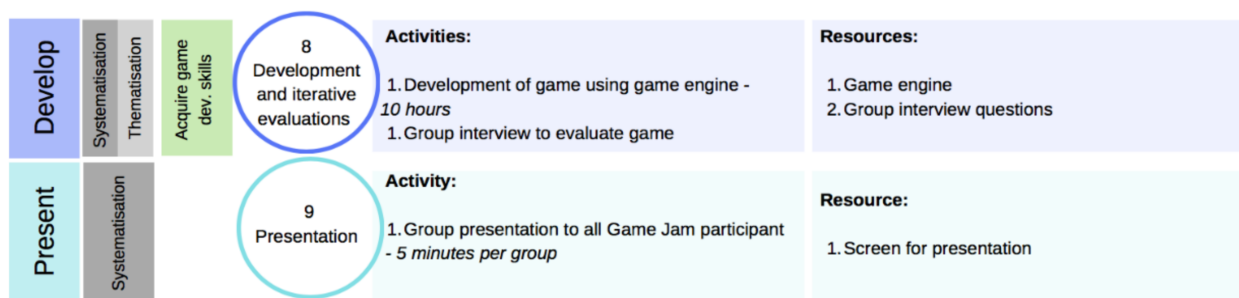 Develop
Systematisation
Thematisation
Acquire game
dev. skills
8
Development
and iterative
evaluations
Activities:
1. Development of game using game engine -
10 hours
1. Group interview to evaluate game
Resources:
1. Game engine
2. Group interview questions
Present
Systematisation
9
Presentation
Activity:
1. Group presentation to all Game Jam participant
- 5 minutes per group
Resource:
1. Screen for presentation